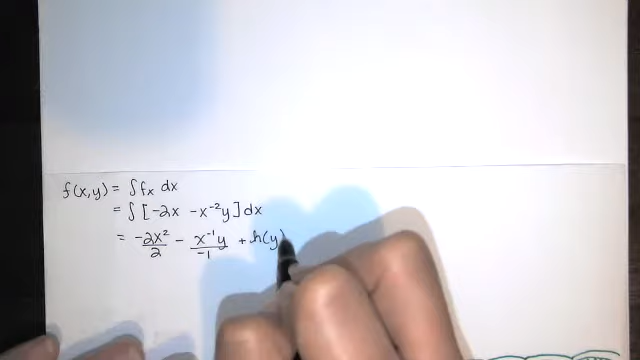 f(x,y) = ∫fx dx
= ∫[-2x - x⁻²y]dx
= -2x²/2 - x⁻¹y/-1 + h(y)